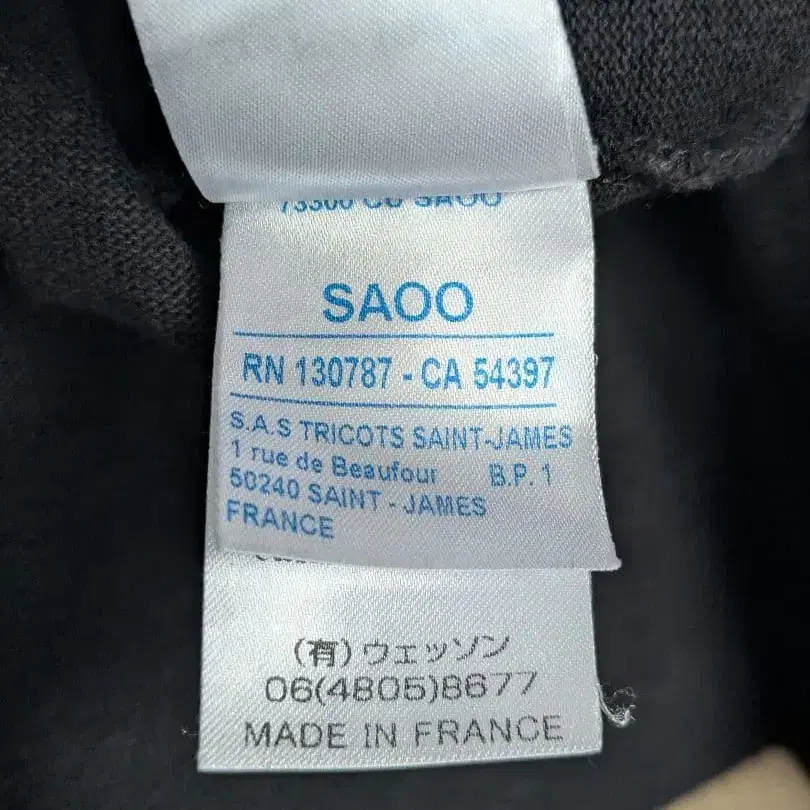 SAOO
SAOO
RN 130787 - CA 54397
S.A.S TRICOTS SAINT-JAMES
1 rue de Beaufour B.P. 1
50240 SAINT - JAMES
FRANCE
(有)ウェッソン
06(4805)8677
MADE IN FRANCE